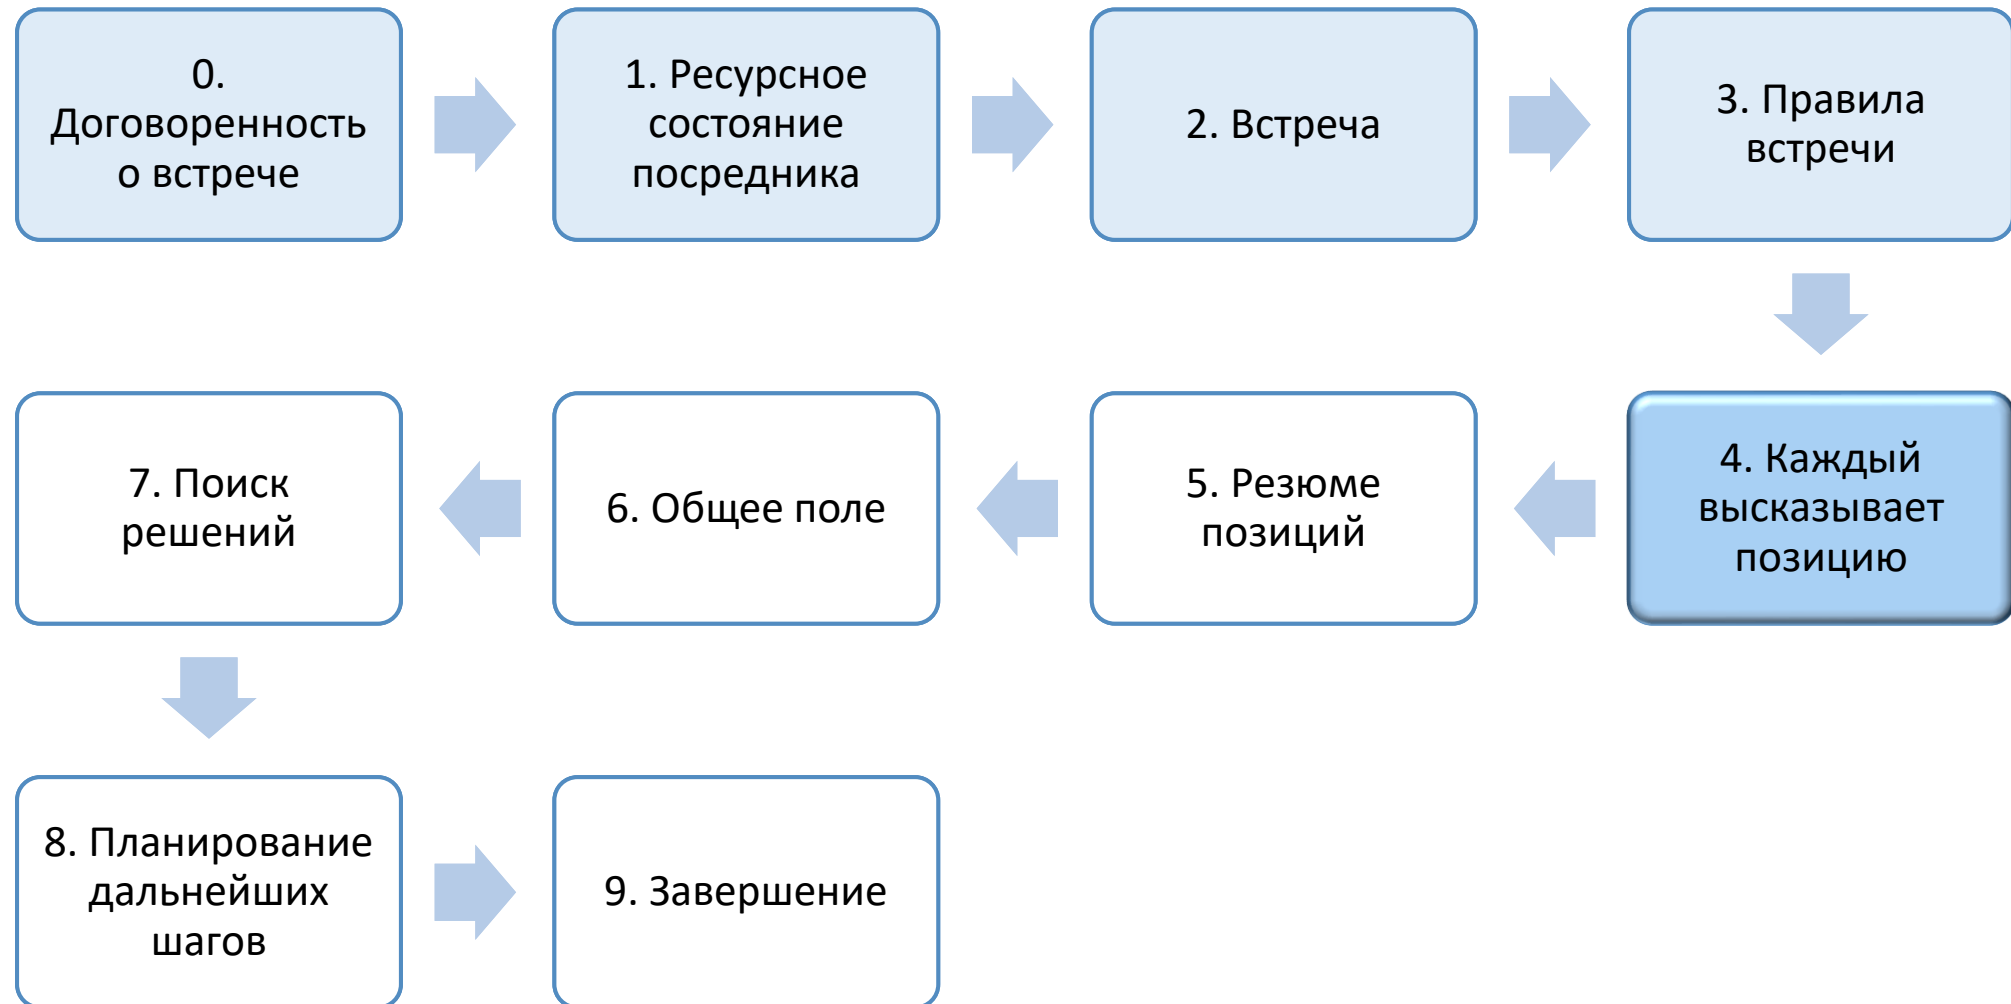 0.
Договоренность
о встрече
1. Ресурсное
состояние
посредника
2. Встреча
3. Правила
встречи
4. Каждый
высказывает
позицию
5. Резюме
позиций
6. Общее поле
7. Поиск
решений
8. Планирование
дальнейших
шагов
9. Завершение